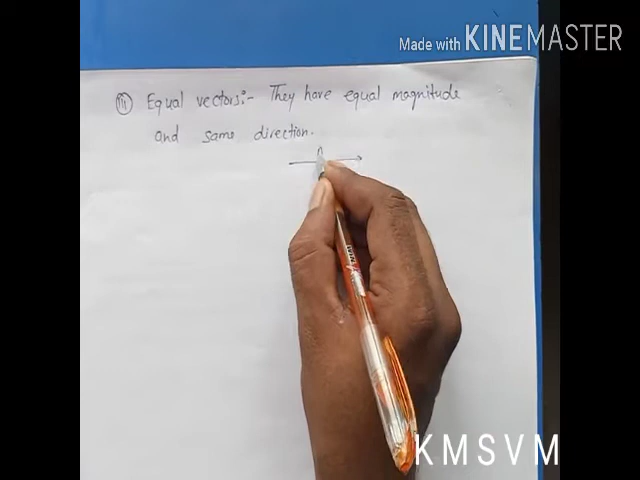 Made with KINEMASTER
(iii) Equal vectors:- They have equal magnitude
and same direction.
A
KMSVM